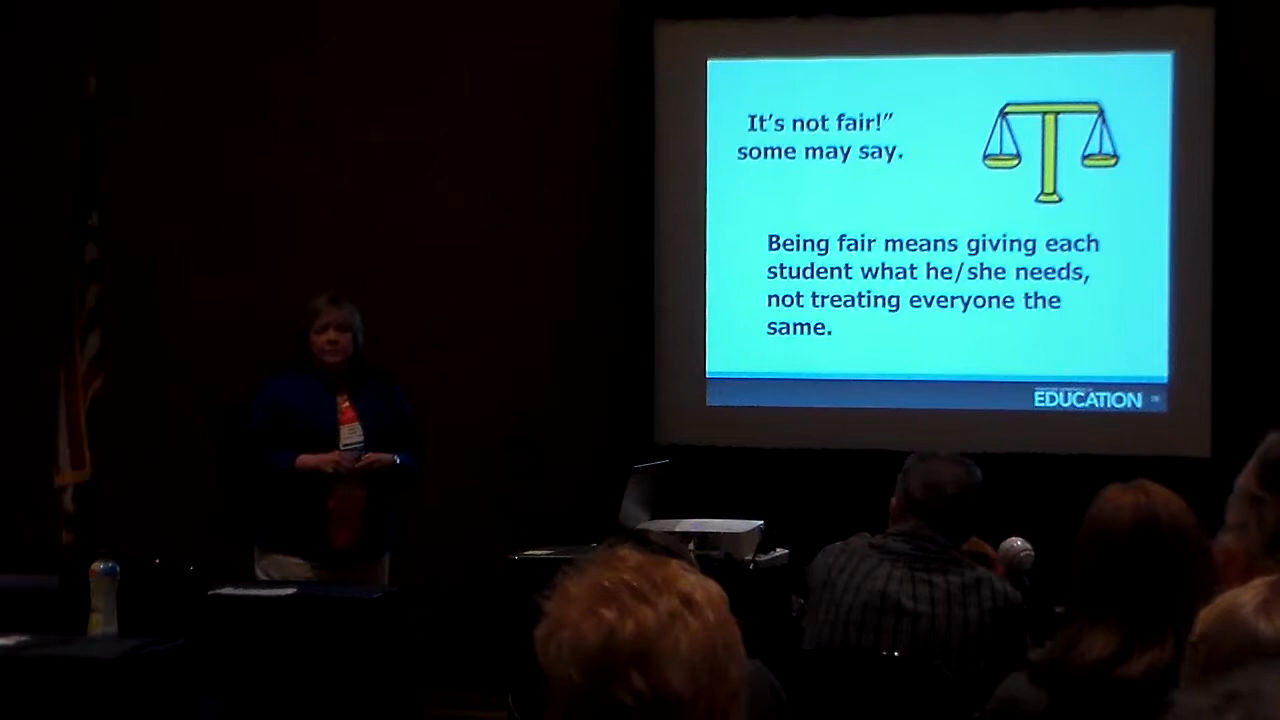 It's not fair!”
some may say.
Being fair means giving each
student what he/she needs,
not treating everyone the
same.
EDUCATION